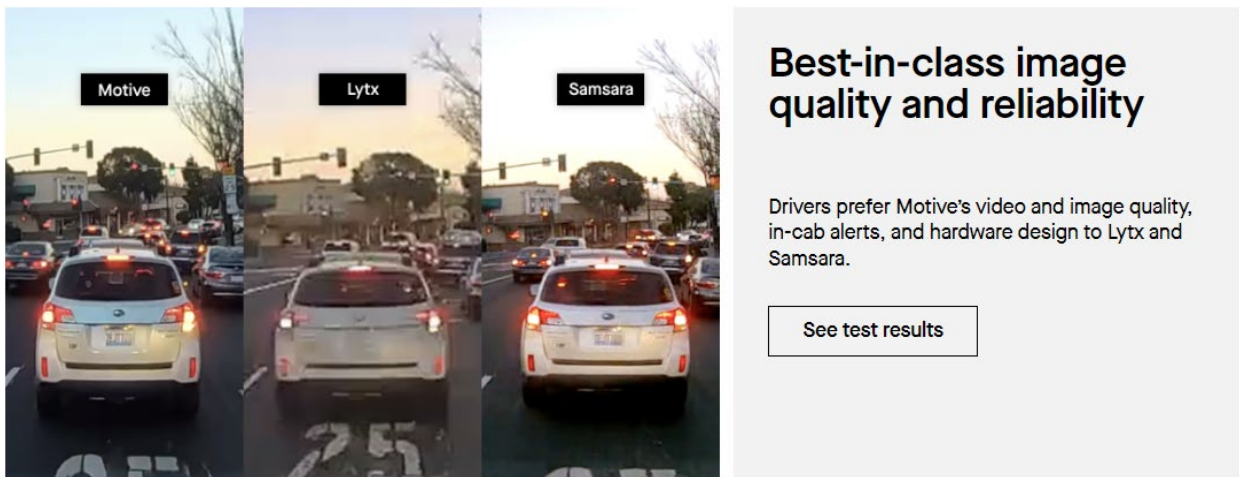 Motive
Lytx
Samsara
Best-in-class image
quality and reliability
Drivers prefer Motive's video and image quality,
in-cab alerts, and hardware design to Lytx and
Samsara.
See test results
25